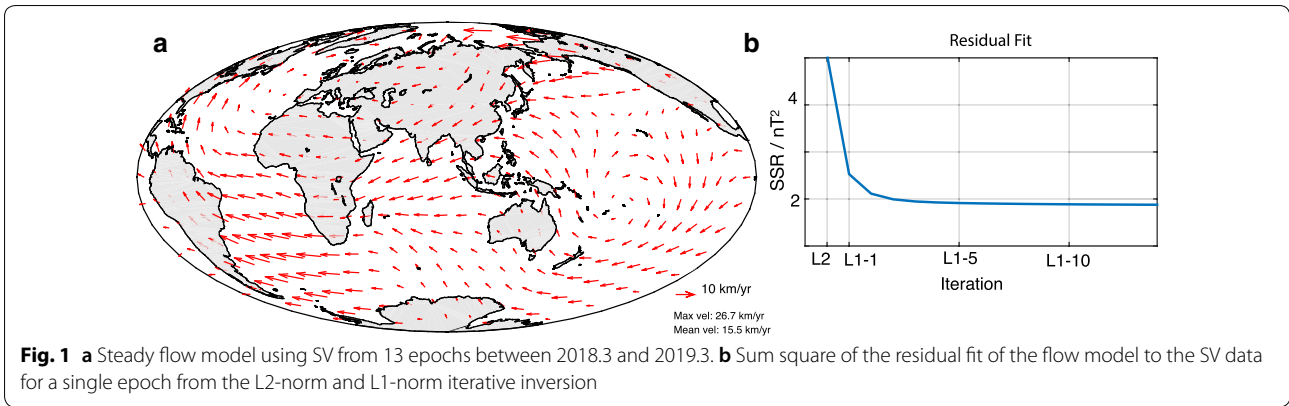 a
10 km/yr
Max vel: 26.7 km/yr
Mean vel: 15.5 km/yr
b
Residual Fit
SSR / nT²
4
2
L2 L1-1 L1-5 L1-10
Iteration
Fig. 1 a Steady flow model using SV from 13 epochs between 2018.3 and 2019.3. b Sum square of the residual fit of the flow model to the SV data
for a single epoch from the L2-norm and L1-norm iterative inversion